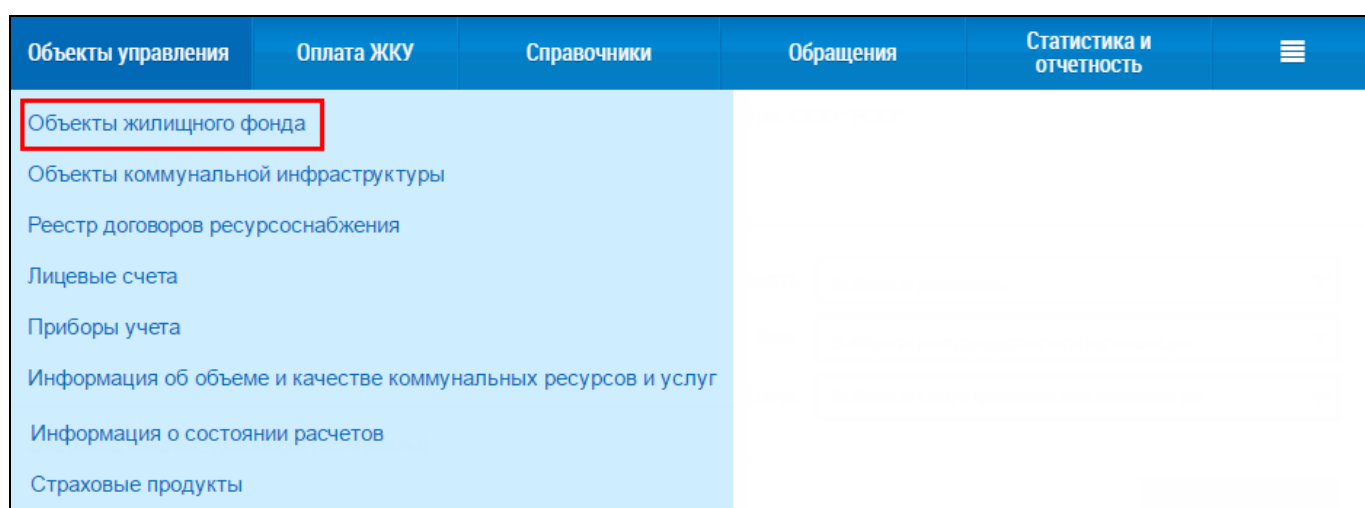 Объекты управления
Оплата ЖКУ
Справочники
Обращения
Статистика и
отчетность
Объекты жилищного фонда
Объекты коммунальной инфраструктуры
Реестр договоров ресурсоснабжения
Лицевые счета
Приборы учета
Информация об объеме и качестве коммунальных ресурсов и услуг
Информация о состоянии расчетов
Страховые продукты